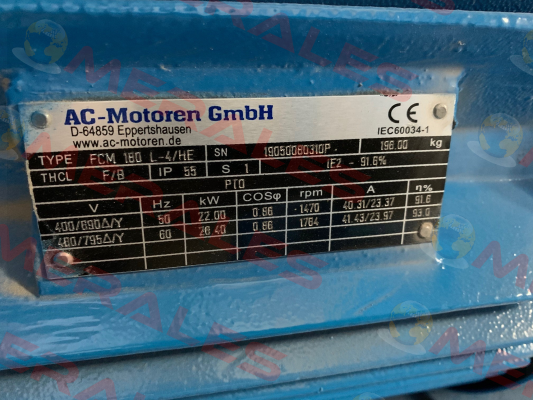 AC-Motoren GmbH
D-64859 Eppertshausen
www.ac-motoren.de
CE
IEC60034-1
TYPE FCM 180 L-4/HE SN 19050080310P 196.00 kg
THCL F/B IP 55 S 1 IE2 - 91.6%
PTO
V Hz kW COSφ rpm A η%
400/690Δ/Y 50 22.00 0.86 1470 40.31/23.37 91.6
460/795Δ/Y 60 26.40 0.86 1764 41.43/23.97 93.0
MERALES